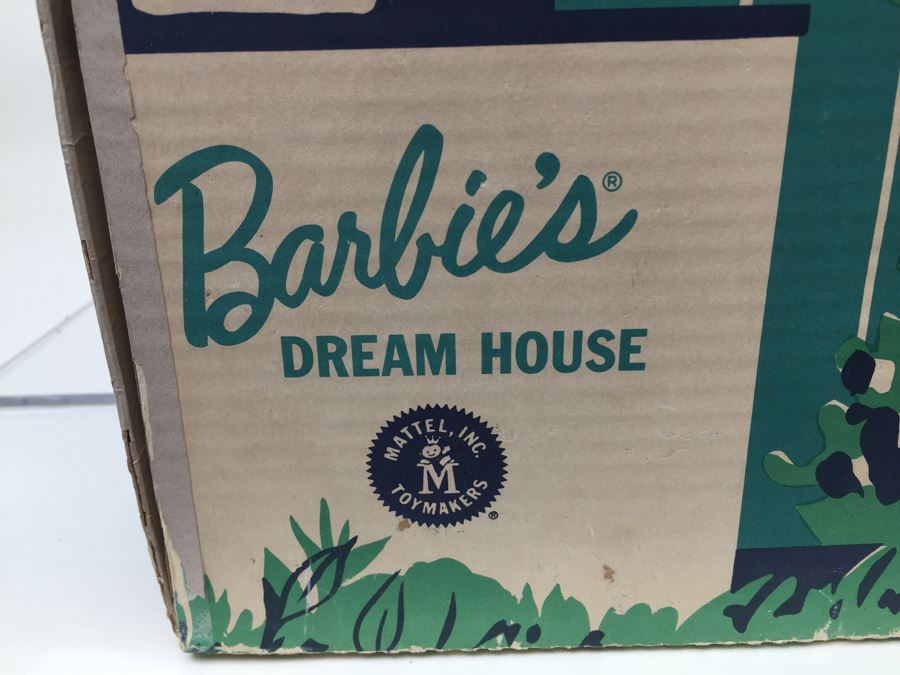 Barbie's®
DREAM HOUSE
MATTEL, INC.
M
TOYMAKERS
®